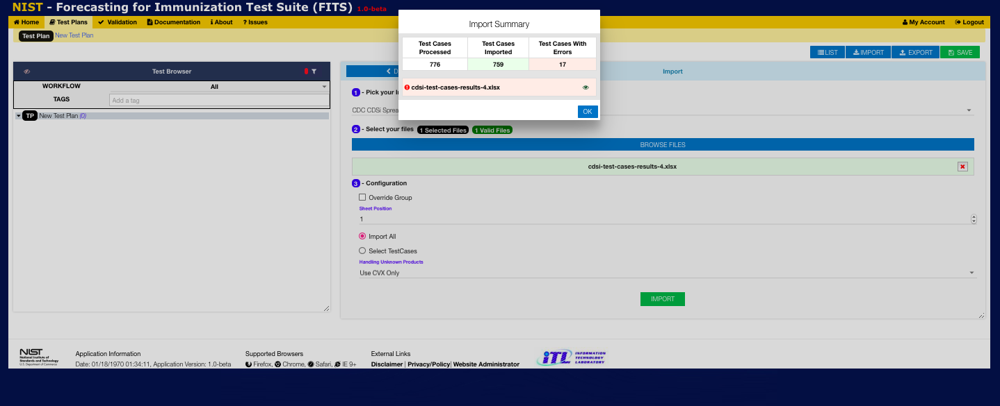 NIST - Forecasting for Immunization Test Suite (FITS) 1.0-beta
Home Test Plans Validation Documentation About ? Issues My Account Logout
Test Plan New Test Plan
LIST IMPORT EXPORT SAVE
Test Browser
WORKFLOW All
TAGS Add a tag
TP New Test Plan (0)
Import Summary
Test Cases Processed
Test Cases Imported
Test Cases With Errors
776 759 17
cdsi-test-cases-results-4.xlsx
OK
D
Import
1 - Pick your I
CDC CDSi Sprea
2 - Select your files 1 Selected Files 1 Valid Files
BROWSE FILES
cdsi-test-cases-results-4.xlsx
3 - Configuration
Override Group
Sheet Position
1
Import All
Select TestCases
Handling Unknown Products
Use CVX Only
IMPORT
NIST
National Institute of
Standards and Technology
U.S. Department of Commerce
Application Information
Date: 01/18/1970 01:34:11, Application Version: 1.0-beta
Supported Browsers
Firefox, Chrome, Safari, IE 9+
External Links
Disclaimer | Privacy/Policy| Website Administrator
iTL INFORMATION
TECHNOLOGY
LABORATORY